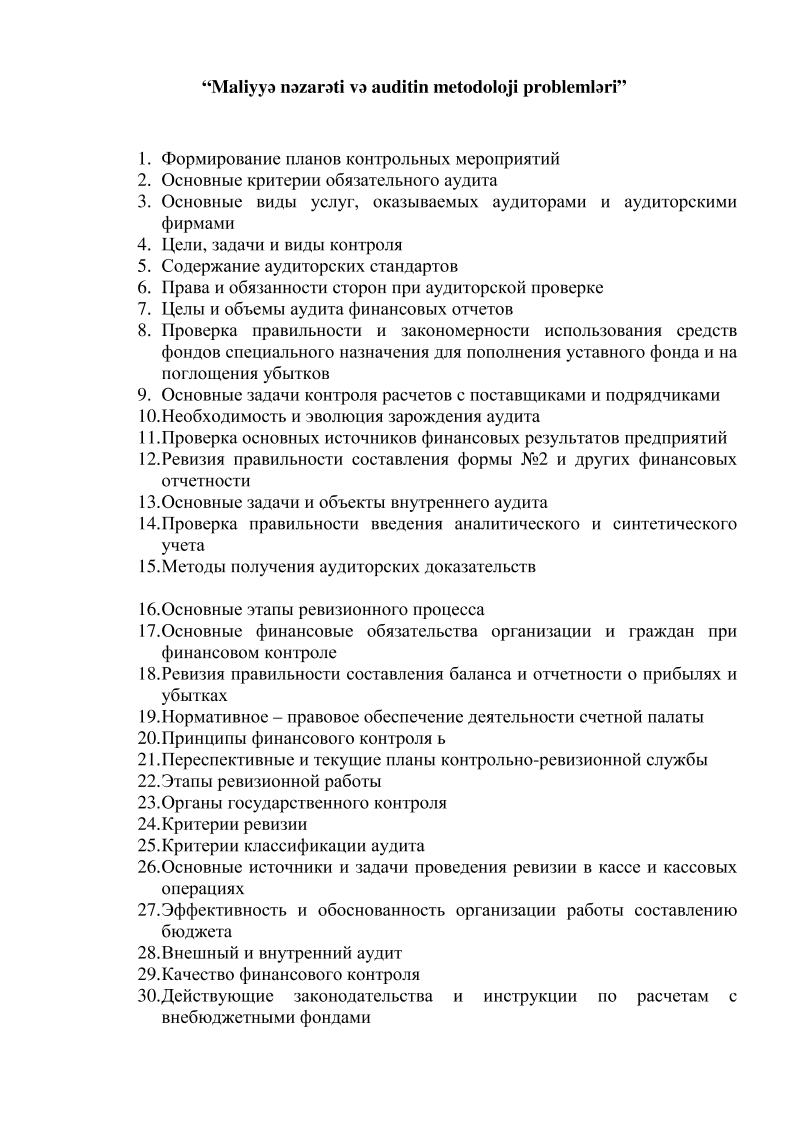 “Maliyyə nəzarəti və auditin metodoloji problemləri”
1. Формирование планов контрольных мероприятий
2. Основные критерии обязательного аудита
3. Основные виды услуг, оказываемых аудиторами и аудиторскими
фирмами
4. Цели, задачи и виды контроля
5. Содержание аудиторских стандартов
6. Права и обязанности сторон при аудиторской проверке
7. Целы и объемы аудита финансовых отчетов
8. Проверка правильности и закономерности использования средств
фондов специального назначения для пополнения уставного фонда и на
поглощения убытков
9. Основные задачи контроля расчетов с поставщиками и подрядчиками
10.Необходимость и эволюция зарождения аудита
11.Проверка основных источников финансовых результатов предприятий
12.Ревизия правильности составления формы №2 и других финансовых
отчетности
13.Основные задачи и объекты внутреннего аудита
14.Проверка правильности введения аналитического и синтетического
учета
15.Методы получения аудиторских доказательств
16.Основные этапы ревизионного процесса
17.Основные финансовые обязательства организации и граждан при
финансовом контроле
18.Ревизия правильности составления баланса и отчетности о прибылях и
убытках
19.Нормативное – правовое обеспечение деятельности счетной палаты
20.Принципы финансового контроля ь
21.Переспективные и текущие планы контрольно-ревизионной службы
22.Этапы ревизионной работы
23.Органы государственного контроля
24.Критерии ревизии
25.Критерии классификации аудита
26.Основные источники и задачи проведения ревизии в кассе и кассовых
операциях
27.Эффективность и обоснованность организации работы составлению
бюджета
28.Внешный и внутренний аудит
29.Качество финансового контроля
30.Действующие законодательства и инструкции по расчетам с
внебюджетными фондами